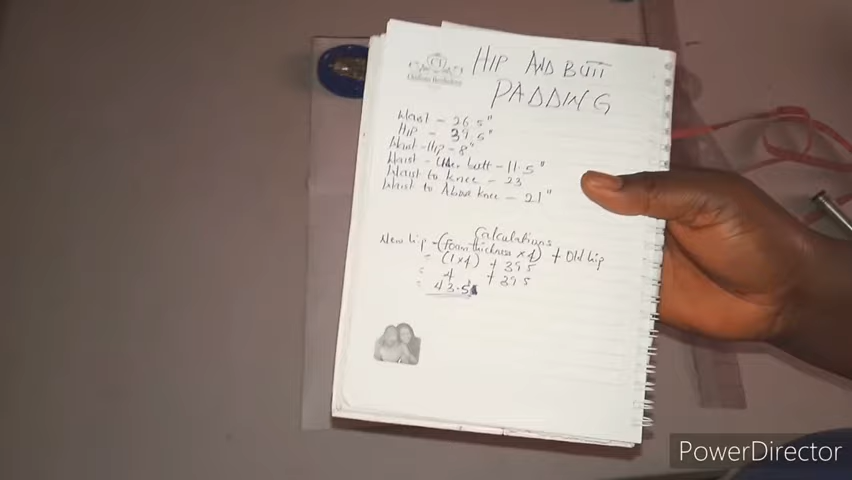 HIP AND BUTT
PADDING
Waist - 26.5"
Hip - 39.5"
Waist-Hip - 8"
Waist - Under butt - 11.5"
Waist to knee - 23
Waist to Above knee - 21"
Calculations
New hip = (foam thickness × 4) + Old hip
= (1×4) + 39.5
= 4 + 39.5
= 43.5"
PowerDirector